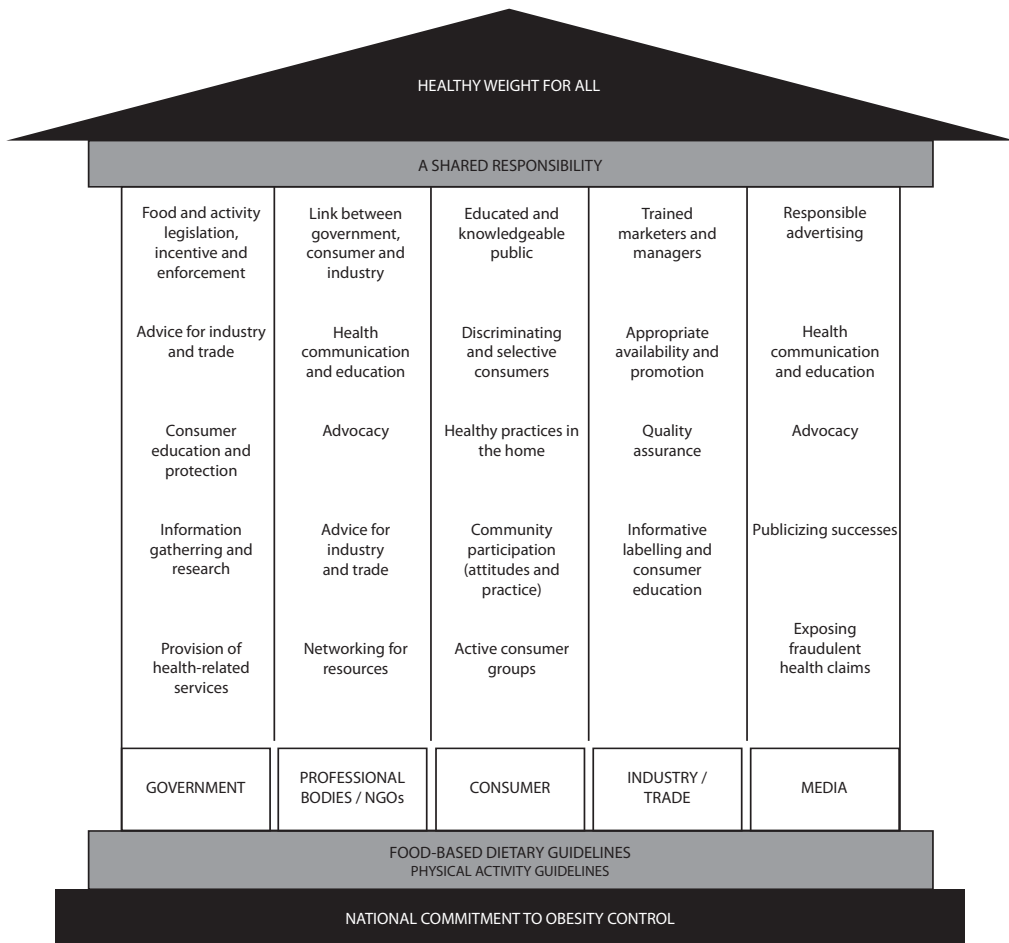 HEALTHY WEIGHT FOR ALL
A SHARED RESPONSIBILITY
Food and activity
legislation,
incentive and
enforcement
Advice for industry
and trade
Consumer
education and
protection
Information
gatherring and
research
Provision of
health-related
services
Link between
government,
consumer and
industry
Health
communication
and education
Advocacy
Advice for
industry
and trade
Networking for
resources
Educated and
knowledgeable
public
Discriminating
and selective
consumers
Healthy practices in
the home
Community
participation
(attitudes and
practice)
Active consumer
groups
Trained
marketers and
managers
Appropriate
availability and
promotion
Quality
assurance
Informative
labelling and
consumer
education
Responsible
advertising
Health
communication
and education
Advocacy
Publicizing successes
Exposing
fraudulent
health claims
GOVERNMENT
PROFESSIONAL
BODIES / NGOs
CONSUMER
INDUSTRY /
TRADE
MEDIA
FOOD-BASED DIETARY GUIDELINES
PHYSICAL ACTIVITY GUIDELINES
NATIONAL COMMITMENT TO OBESITY CONTROL